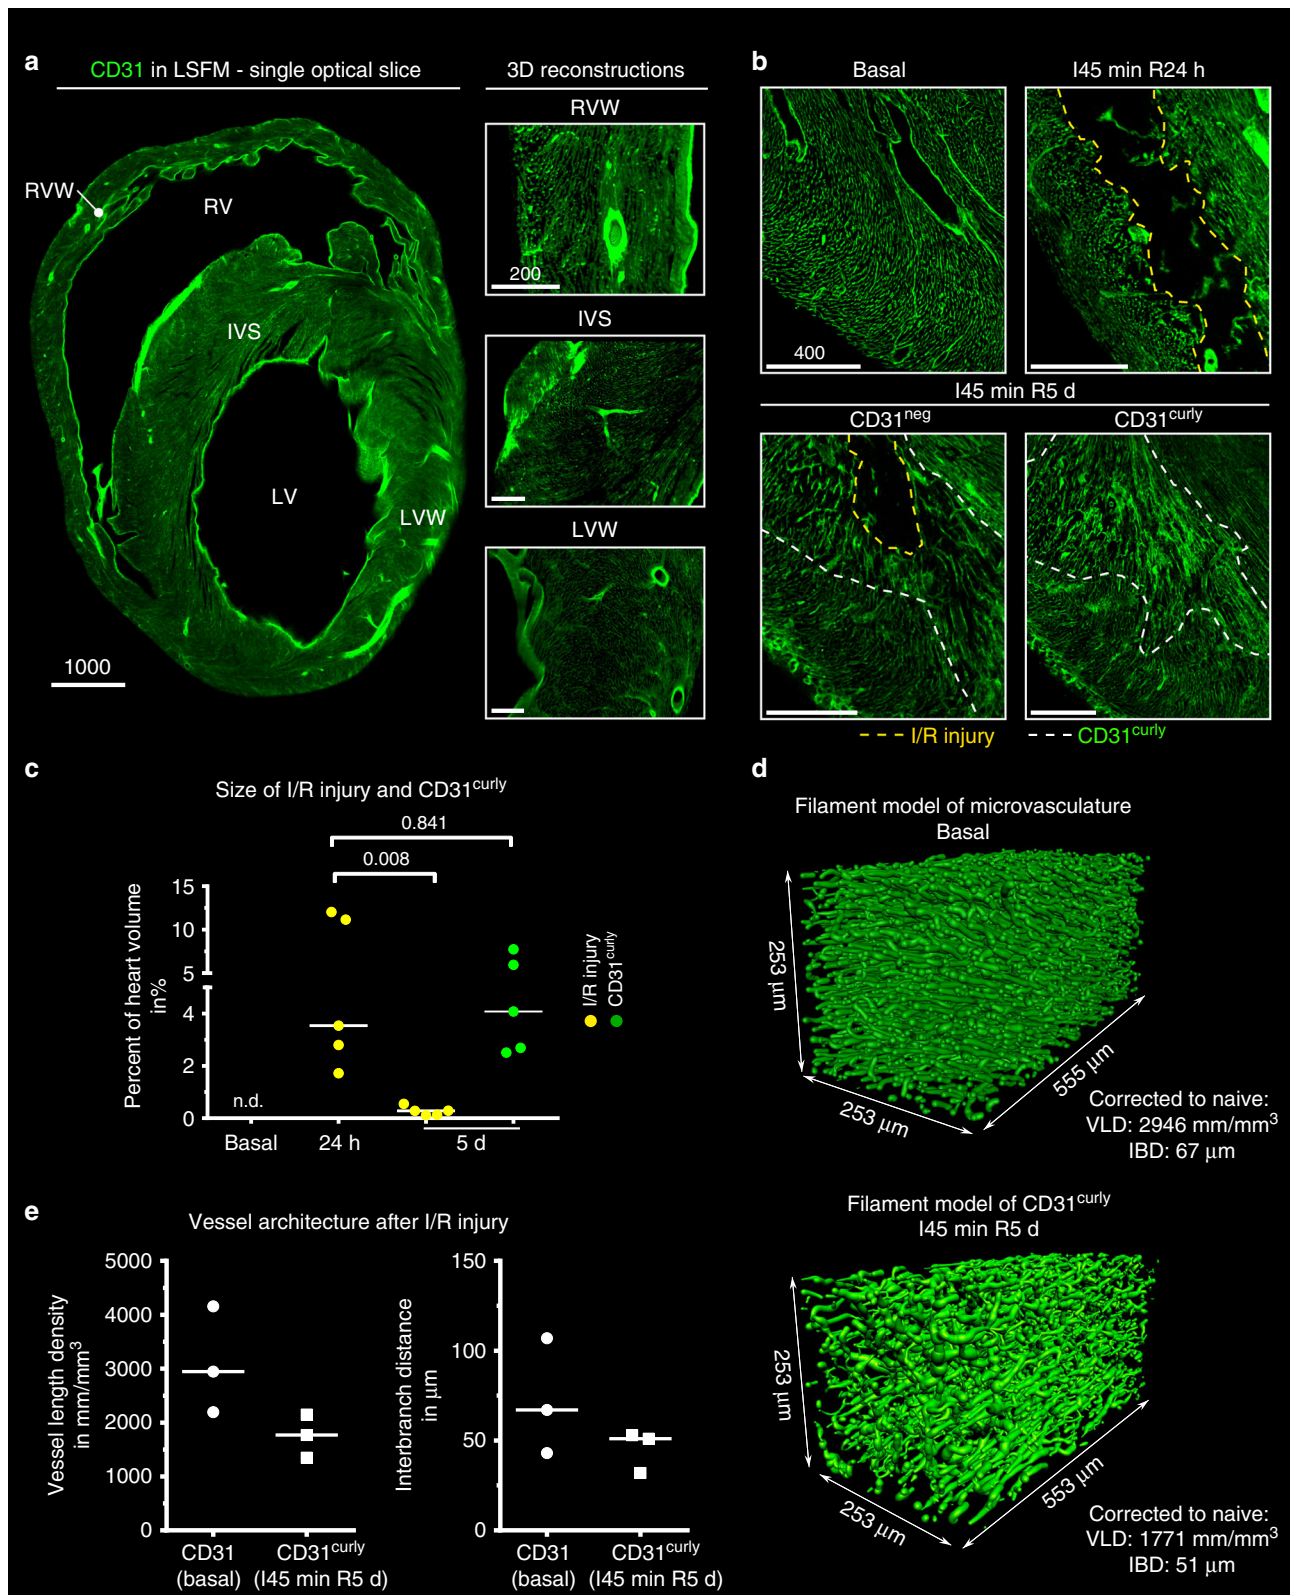 a
CD31 in LSFM - single optical slice
3D reconstructions
RVW
RVW
RV
IVS
LV
LVW
1000
200
IVS
LVW
b
Basal
I45 min R24 h
400
I45 min R5 d
CD31neg
CD31curly
I/R injury
CD31curly
c
Size of I/R injury and CD31curly
0.841
0.008
Percent of heart volume
in%
15
10
5
4
2
0
n.d.
Basal
24 h
5 d
I/R injury
CD31curly
d
Filament model of microvasculature
Basal
253 μm
253 μm
555 μm
Corrected to naive:
VLD: 2946 mm/mm³
IBD: 67 μm
Filament model of CD31curly
I45 min R5 d
253 μm
253 μm
553 μm
Corrected to naive:
VLD: 1771 mm/mm³
IBD: 51 μm
e
Vessel architecture after I/R injury
Vessel length density
in mm/mm³
5000
4000
3000
2000
1000
0
CD31
(basal)
CD31curly
(I45 min R5 d)
Interbranch distance
in μm
150
100
50
0
CD31
(basal)
CD31curly
(I45 min R5 d)